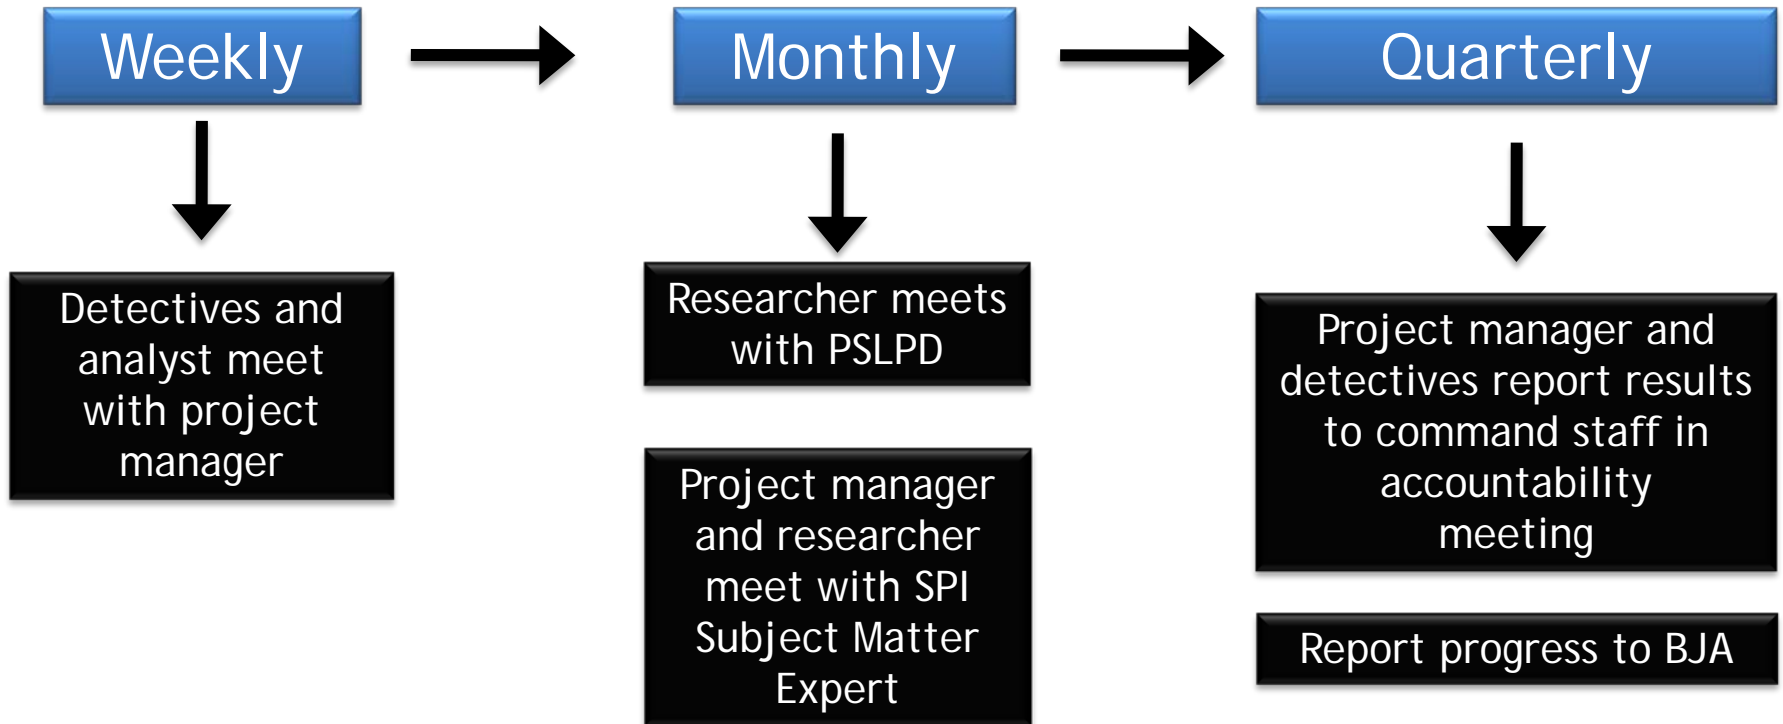 Weekly
Monthly
Quarterly
Detectives and
analyst meet
with project
manager
Researcher meets
with PSLPD
Project manager
and researcher
meet with SPI
Subject Matter
Expert
Project manager and
detectives report results
to command staff in
accountability
meeting
Report progress to BJA